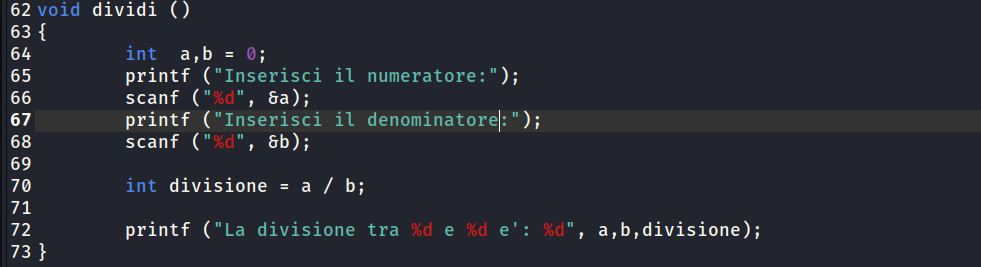 62 void dividi ()
63 {
64 int  a,b = 0;
65 printf ("Inserisci il numeratore:");
66 scanf ("%d", &a);
67 printf ("Inserisci il denominatore:");
68 scanf ("%d", &b);
69
70 int divisione = a / b;
71
72 printf ("La divisione tra %d e %d e': %d", a,b,divisione);
73 }